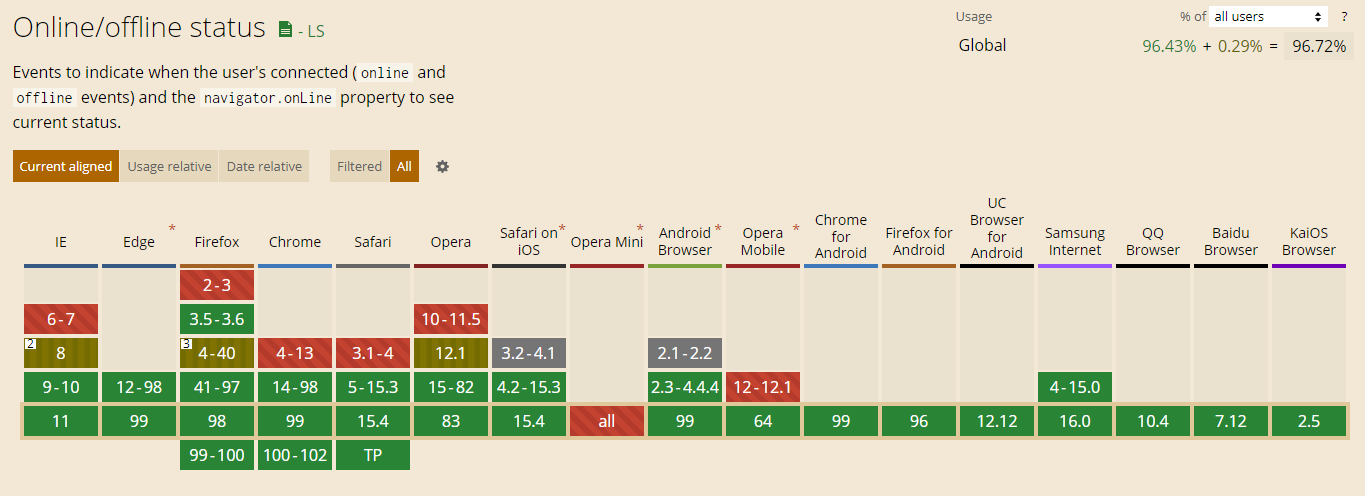 Online/offline status - LS
Usage % of all users ?
Global 96.43% + 0.29% = 96.72%
Events to indicate when the user's connected ( online and
offline events) and the navigator.onLine property to see
current status.
Current aligned Usage relative Date relative Filtered All
IE Edge * Firefox Chrome Safari Opera Safari on iOS * Opera Mini * Android Browser * Opera Mobile * Chrome for Android Firefox for Android UC Browser for Android Samsung Internet QQ Browser Baidu Browser KaiOS Browser
2-3
6-7 3.5-3.6 10-11.5
2 8 3 4-40 4-13 3.1-4 12.1 3.2-4.1 2.1-2.2
9-10 12-98 41-97 14-98 5-15.3 15-82 4.2-15.3 2.3-4.4.4 12-12.1 4-15.0
11 99 98 99 15.4 83 15.4 all 99 64 99 96 12.12 16.0 10.4 7.12 2.5
99-100 100-102 TP